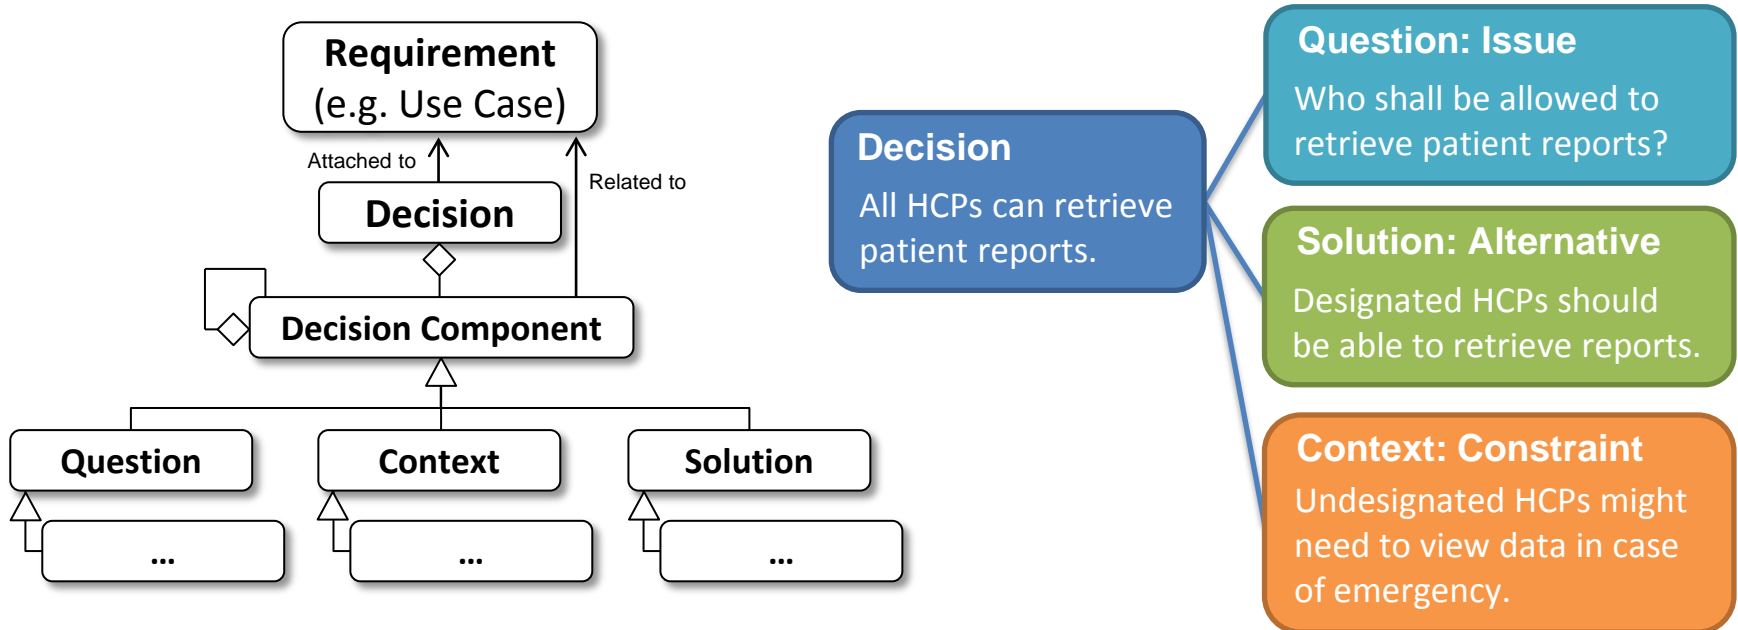 Requirement
(e.g. Use Case)
Attached to
Related to
Decision
Decision Component
Question
Context
Solution
...
...
...
Decision
All HCPs can retrieve
patient reports.
Question: Issue
Who shall be allowed to
retrieve patient reports?
Solution: Alternative
Designated HCPs should
be able to retrieve reports.
Context: Constraint
Undesignated HCPs might
need to view data in case
of emergency.